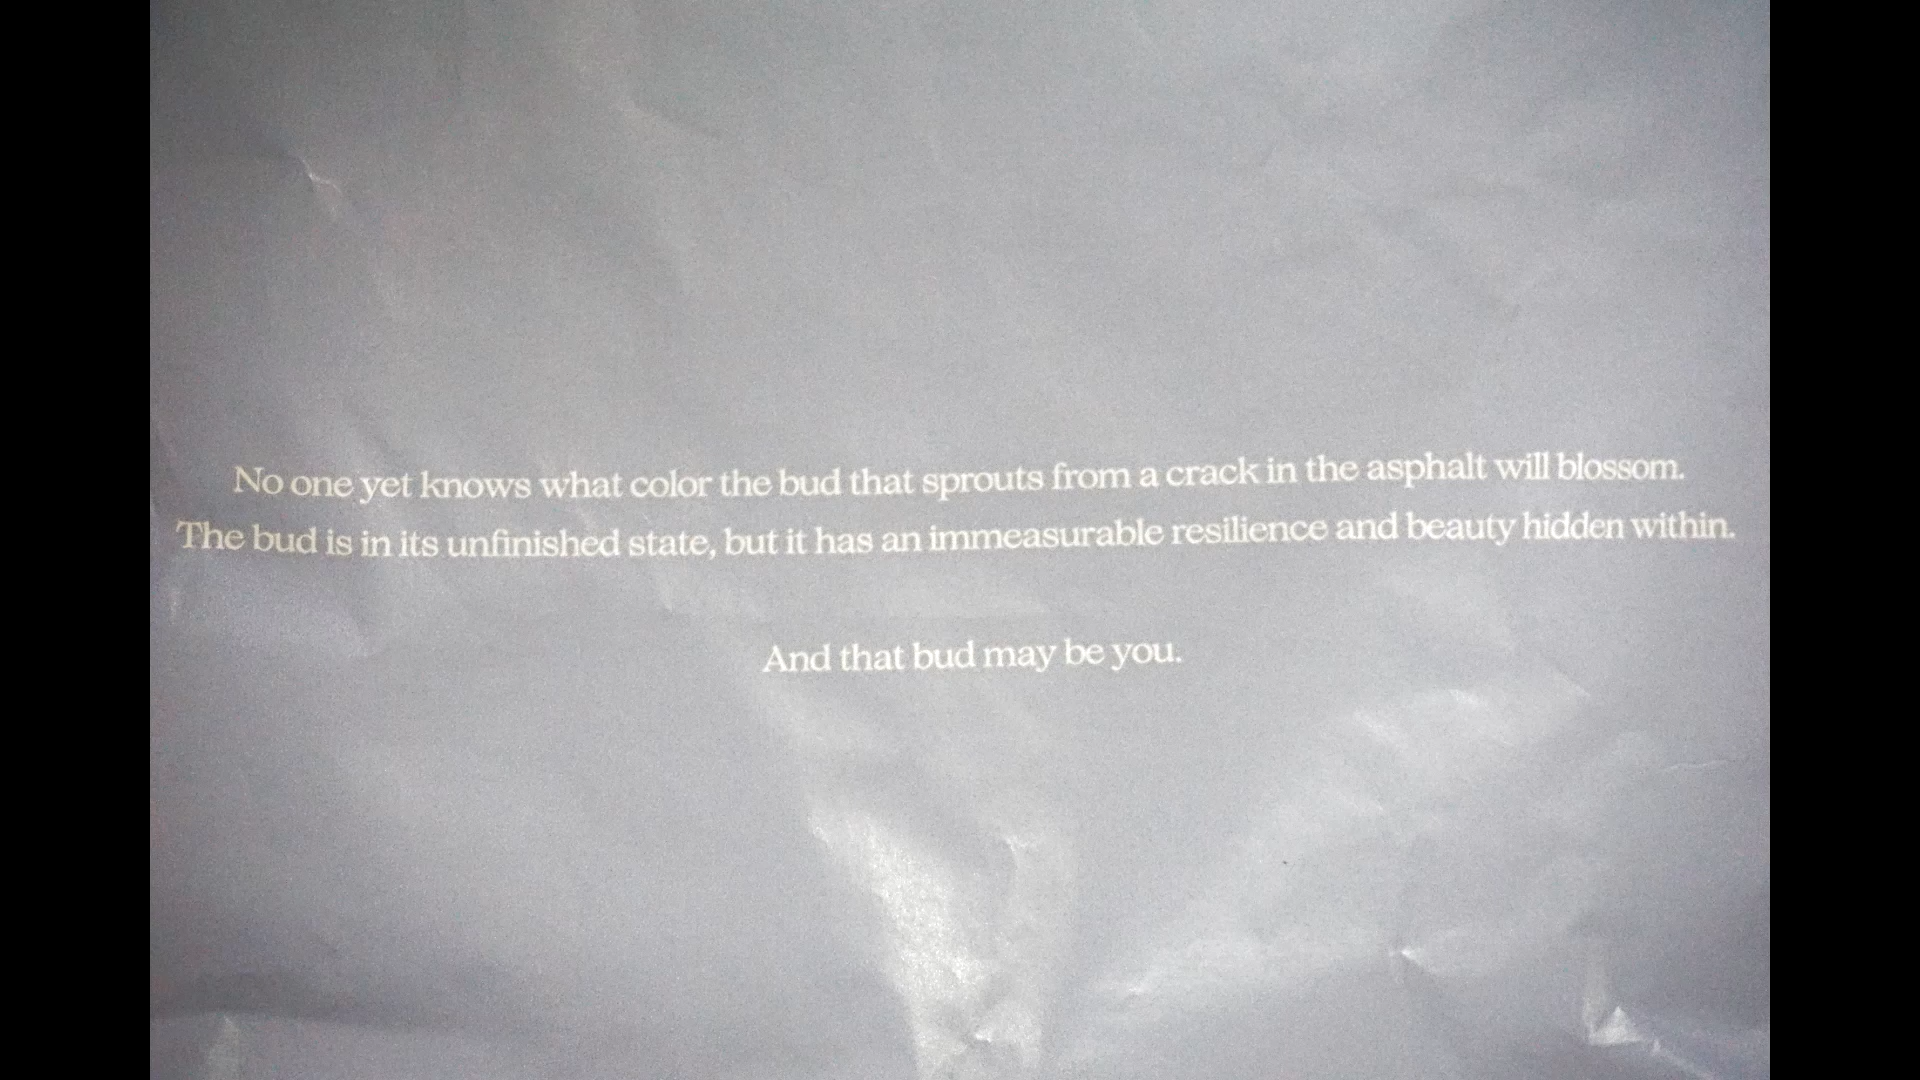 No one yet knows what color the bud that sprouts from a crack in the asphalt will blossom.
The bud is in its unfinished state, but it has an immeasurable resilience and beauty hidden within.
And that bud may be you.